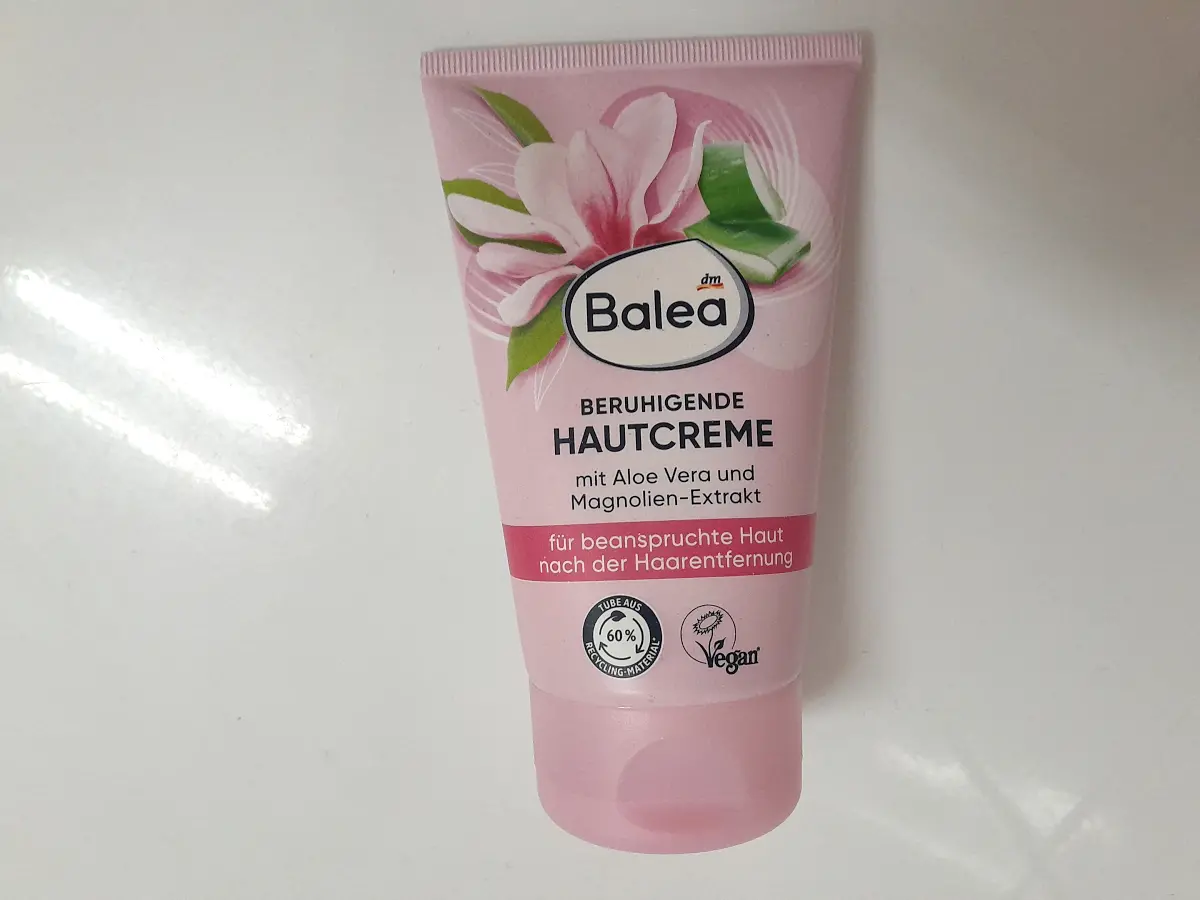 dm
Balea
BERUHIGENDE
HAUTCREME
mit Aloe Vera und
Magnolien-Extrakt
für beanspruchte Haut
nach der Haarentfernung
TUBE AUS
60 %
RECYCLING-MATERIAL*
Vegan